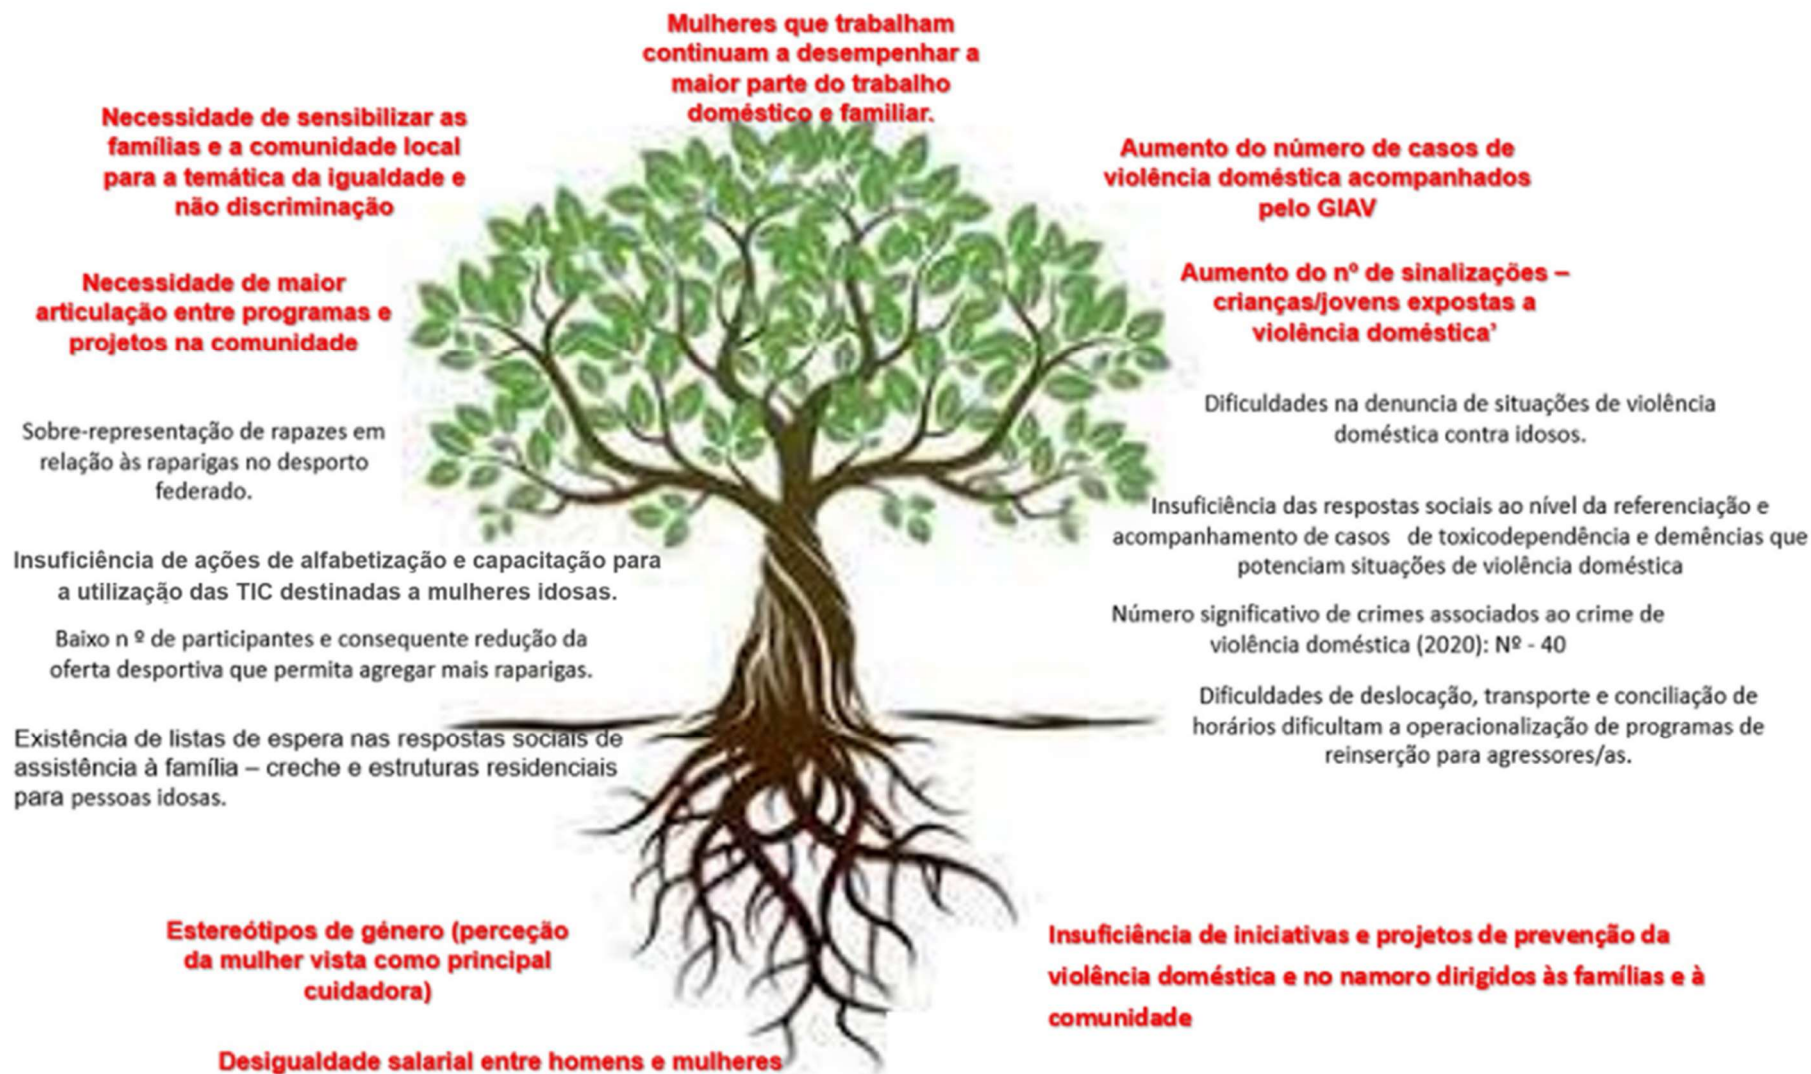 Mulheres que trabalham
continuam a desempenhar a
maior parte do trabalho
doméstico e familiar.
Necessidade de sensibilizar as
famílias e a comunidade local
para a temática da igualdade e
não discriminação
Necessidade de maior
articulação entre programas e
projetos na comunidade
Sobre-representação de rapazes em
relação às raparigas no desporto
federado.
Insuficiência de ações de alfabetização e capacitação para
a utilização das TIC destinadas a mulheres idosas.
Baixo n º de participantes e consequente redução da
oferta desportiva que permita agregar mais raparigas.
Existência de listas de espera nas respostas sociais de
assistência à família – creche e estruturas residenciais
para pessoas idosas.
Estereótipos de género (perceção
da mulher vista como principal
cuidadora)
Desigualdade salarial entre homens e mulheres
Aumento do número de casos de
violência doméstica acompanhados
pelo GIAV
Aumento do nº de sinalizações –
crianças/jovens expostas a
violência doméstica’
Dificuldades na denuncia de situações de violência
doméstica contra idosos.
Insuficiência das respostas sociais ao nível da referenciação e
acompanhamento de casos de toxicodependência e demências que
potenciam situações de violência doméstica
Número significativo de crimes associados ao crime de
violência doméstica (2020): Nº - 40
Dificuldades de deslocação, transporte e conciliação de
horários dificultam a operacionalização de programas de
reinserção para agressores/as.
Insuficiência de iniciativas e projetos de prevenção da
violência doméstica e no namoro dirigidos às famílias e à
comunidade